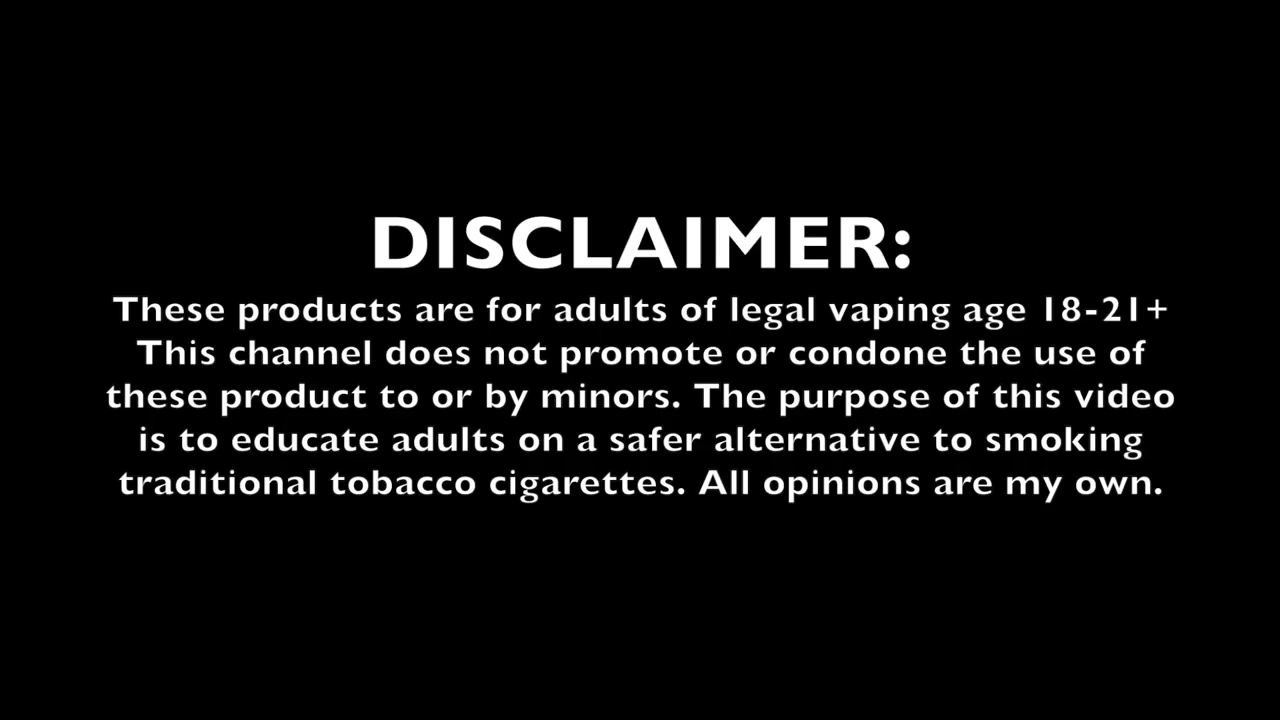 DISCLAIMER:
These products are for adults of legal vaping age 18-21+
This channel does not promote or condone the use of
these product to or by minors. The purpose of this video
is to educate adults on a safer alternative to smoking
traditional tobacco cigarettes. All opinions are my own.